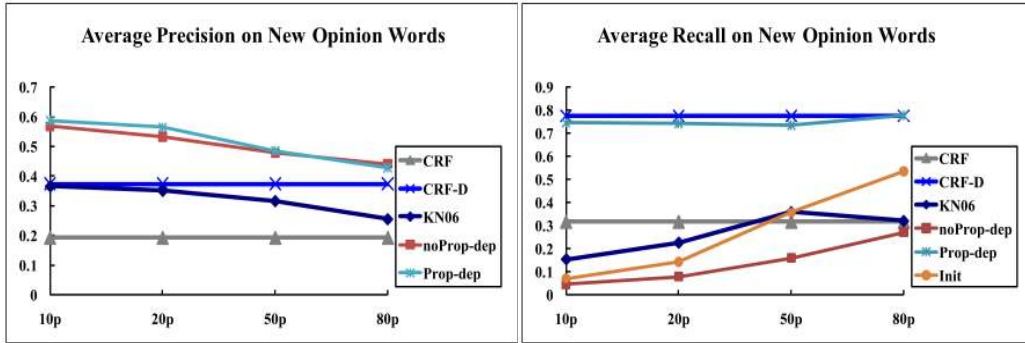 Average Precision on New Opinion Words
0.7
0.6
0.5
0.4
0.3
0.2
0.1
0
10p 20p 50p 80p
CRF
CRF-D
KN06
noProp-dep
Prop-dep
Average Recall on New Opinion Words
0.9
0.8
0.7
0.6
0.5
0.4
0.3
0.2
0.1
0
10p 20p 50p 80p
CRF
CRF-D
KN06
noProp-dep
Prop-dep
Init